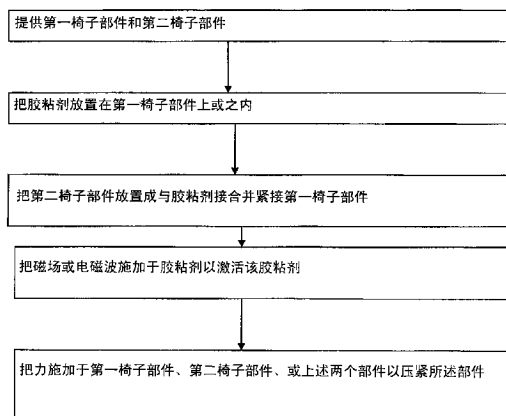 提供第一椅子部件和第二椅子部件
把胶粘剂放置在第一椅子部件上或之内
把第二椅子部件放置成与胶粘剂接合并紧接第一椅子部件
把磁场或电磁波施加于胶粘剂以激活该胶粘剂
把力施加于第一椅子部件、第二椅子部件、或上述两个部件以压紧所述部件